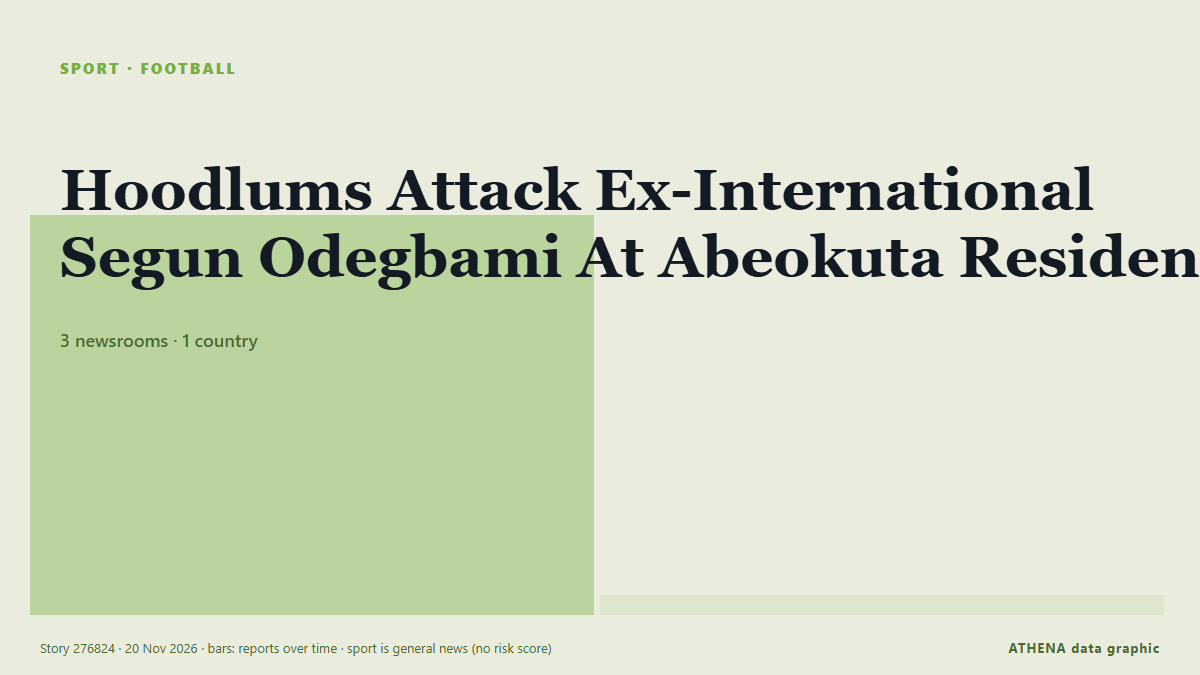 SPORT · FOOTBALL
Hoodlums Attack Ex-International
Segun Odegbami At Abeokuta Residen
3 newsrooms · 1 country
Story 276824 · 20 Nov 2026 · bars: reports over time · sport is general news (no risk score)
ATHENA data graphic